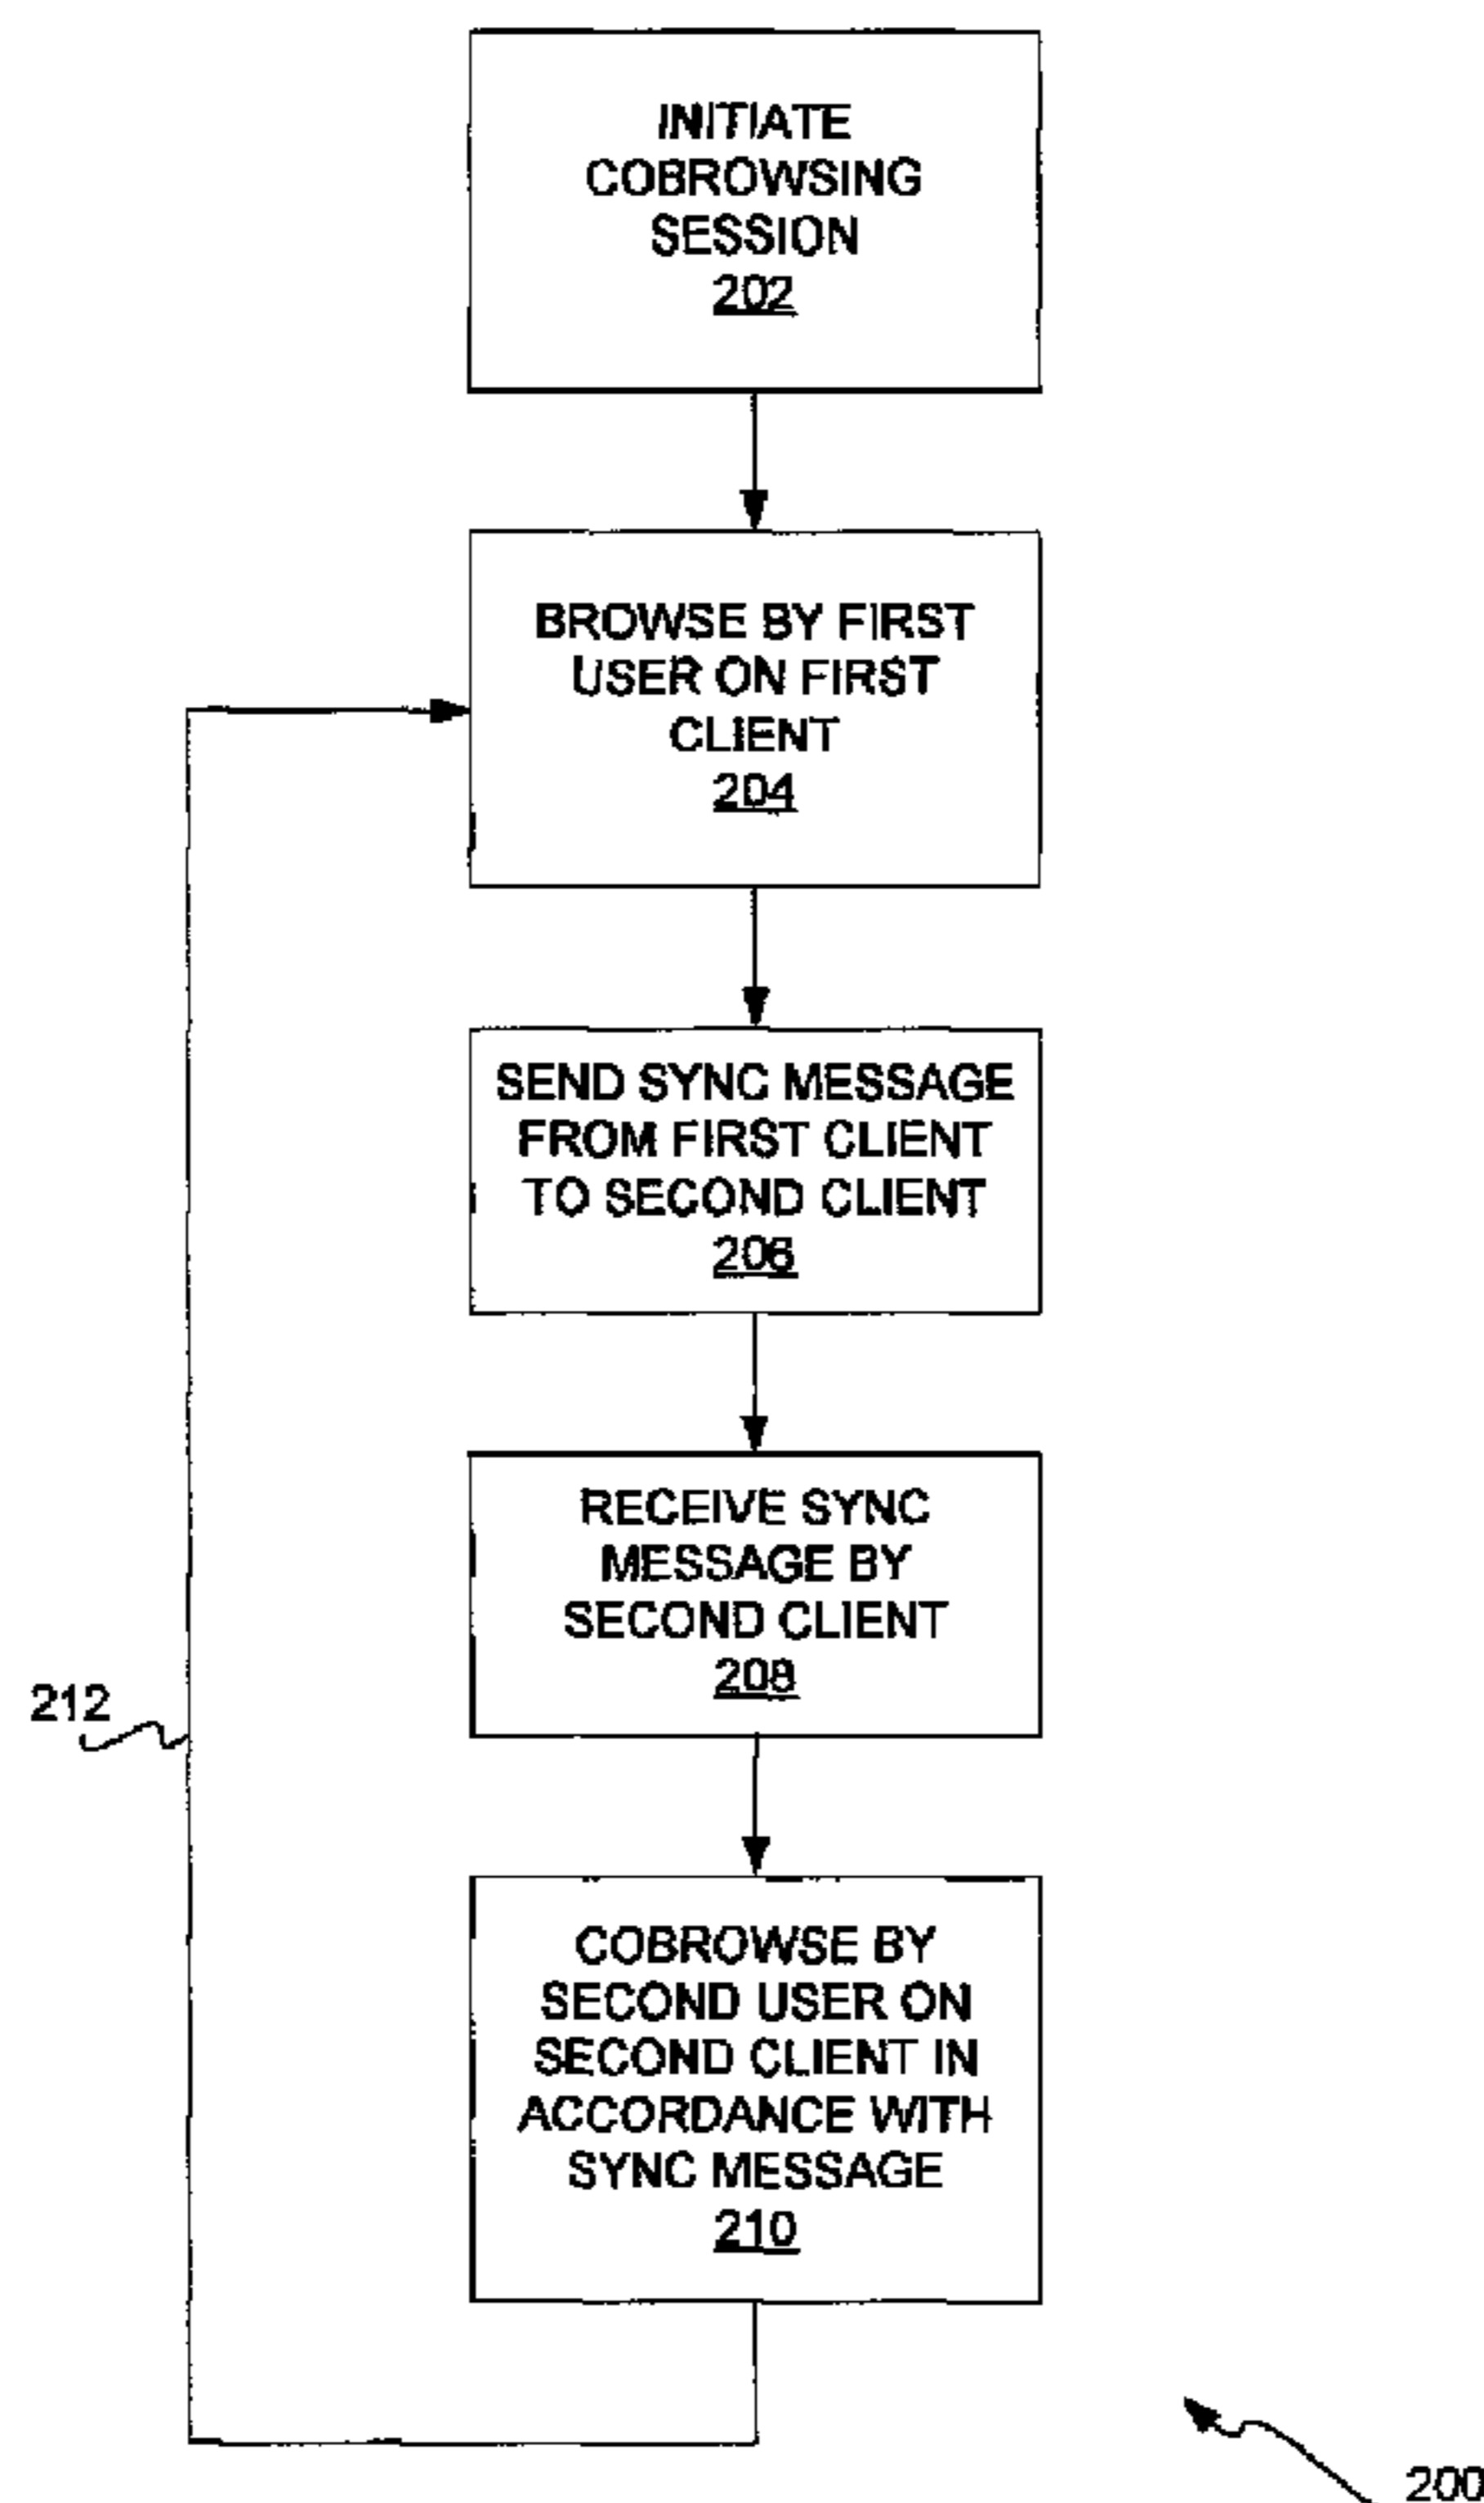 INITIATE
COBROWSING
SESSION
202
BROWSE BY FIRST
USER ON FIRST
CLIENT
204
SEND SYNC MESSAGE
FROM FIRST CLIENT
TO SECOND CLIENT
206
RECEIVE SYNC
MESSAGE BY
SECOND CLIENT
208
212
COBROWSE BY
SECOND USER ON
SECOND CLIENT IN
ACCORDANCE WITH
SYNC MESSAGE
210
200